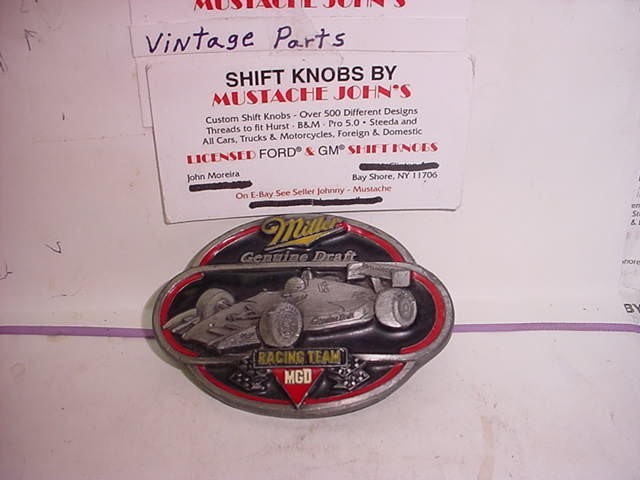 MUSTACHE JOHN'S
Vintage Parts
SHIFT KNOBS BY
MUSTACHE JOHN'S
Custom Shift Knobs - Over 500 Different Designs
Threads to fit Hurst · B&M · Pro 5.0 · Steeda and
All Cars, Trucks & Motorcycles, Foreign & Domestic
LICENSED FORD® & GM® SHIFT KNOBS
John Moreira
Bay Shore, NY 11706
On E-Bay See Seller Johnny - Mustache
Miller
Genuine Draft
RACING TEAM
MGD